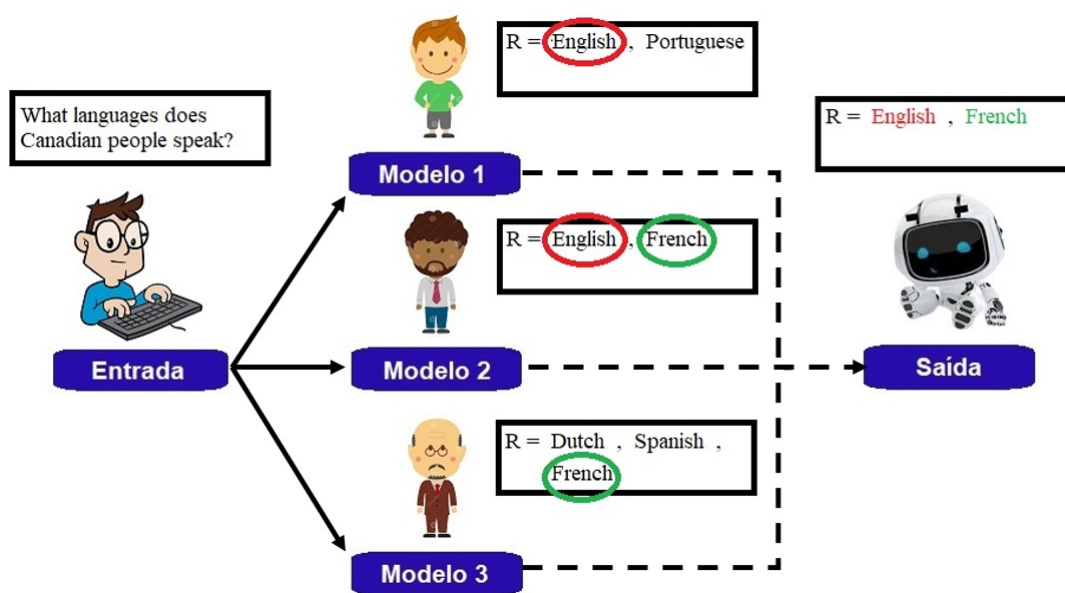 What languages does
Canadian people speak?
Entrada
R = English , Portuguese
Modelo 1
R = English , French
Modelo 2
R = Dutch , Spanish ,
French
Modelo 3
R = English , French
Saída